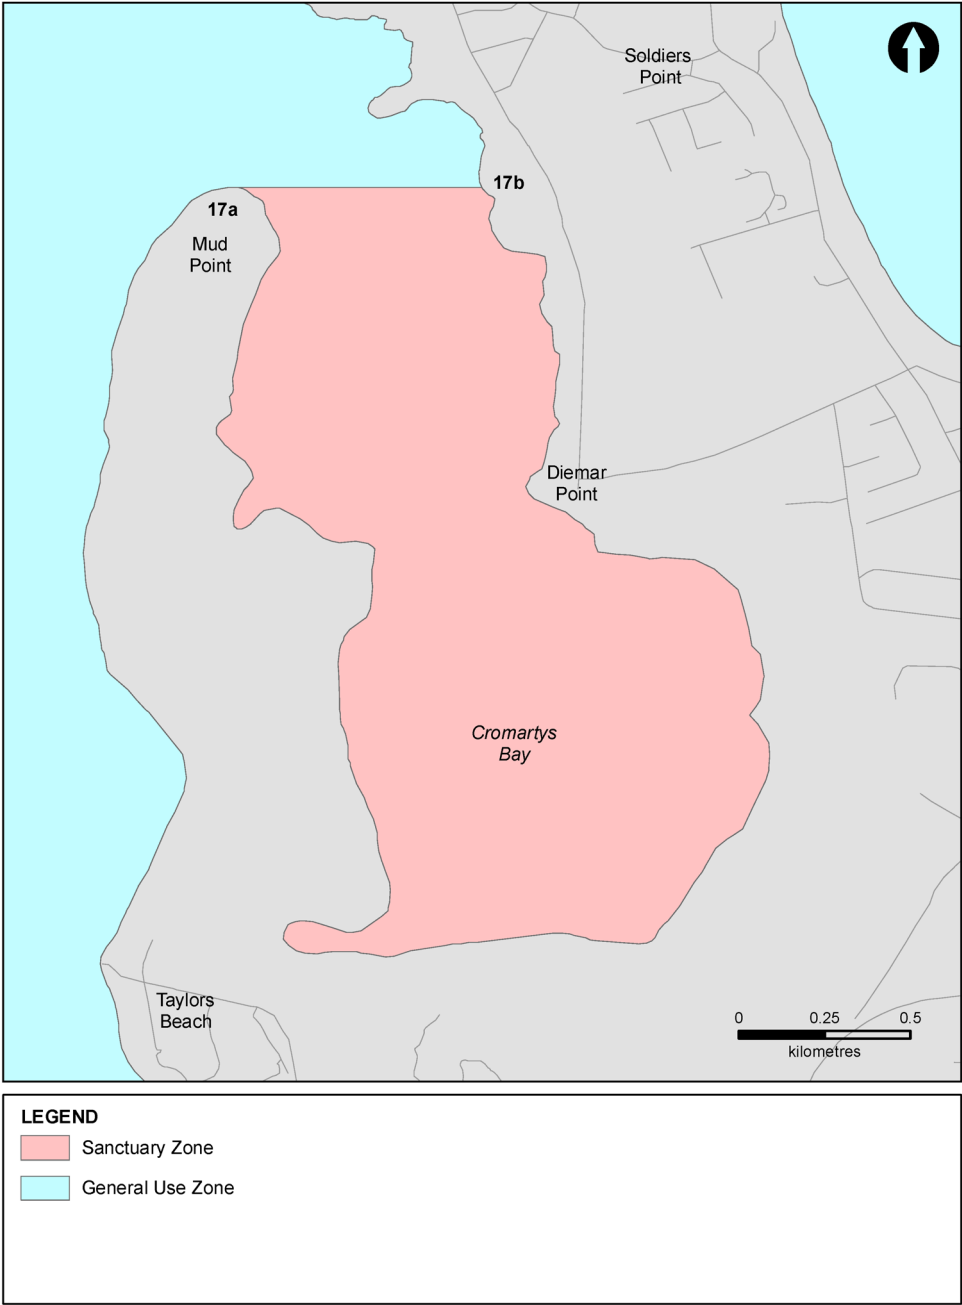 Soldiers
Point
17b
17a
Mud
Point
Diemar
Point
Cromartys
Bay
Taylors
Beach
0 0.25 0.5
kilometres
LEGEND
Sanctuary Zone
General Use Zone